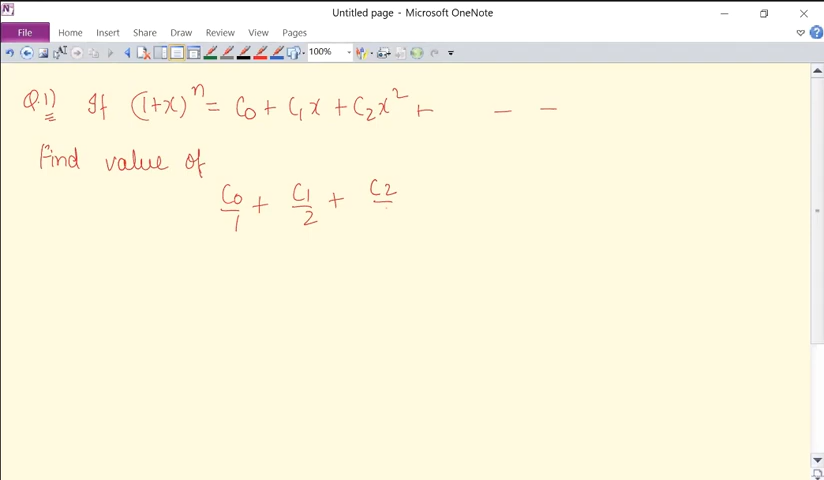 Untitled page - Microsoft OneNote
File Home Insert Share Draw Review View Pages
100%
Q.1) If (1+x)^n = C0 + C1x + C2x^2 + _ _
Find value of
C0/1 + C1/2 + C2/